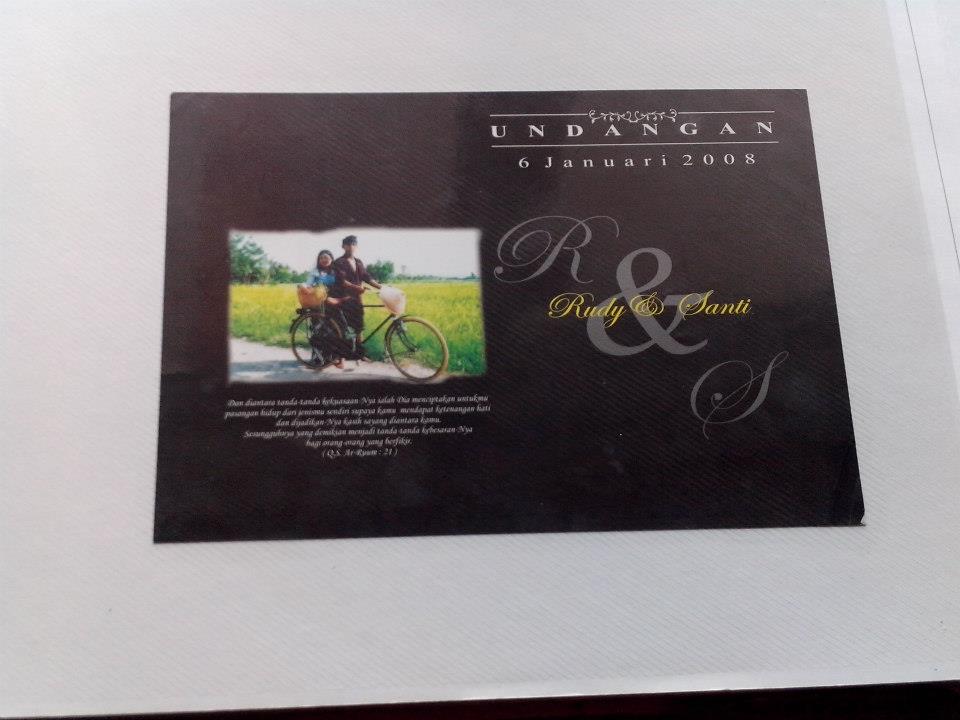 UNDANGAN
6 Januari 2008
R
&
Rudy & Santi
S
Dan diantara tanda-tanda kekuasaan-Nya ialah Dia menciptakan untukmu
pasangan hidup dari jenismu sendiri supaya kamu mendapat ketenangan hati
dan dijadikan-Nya kasih sayang diantara kamu.
Sesungguhnya yang demikian menjadi tanda-tanda kebesaran-Nya
bagi orang-orang yang berfikir.
( Q.S. Ar-Ruum : 21 )